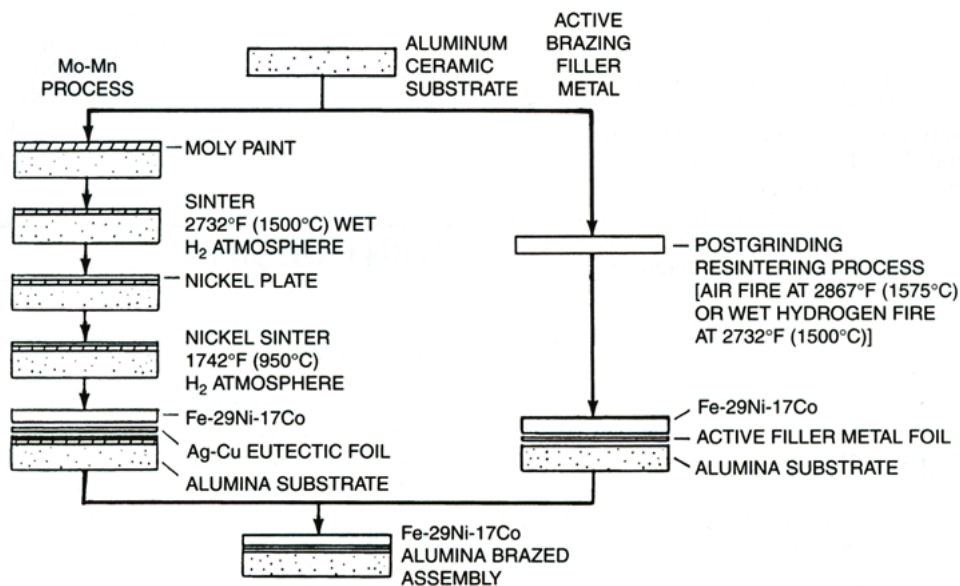 Mo-Mn
PROCESS
ALUMINUM
CERAMIC
SUBSTRATE
ACTIVE
BRAZING
FILLER
METAL
MOLY PAINT
SINTER
2732°F (1500°C) WET
H₂ ATMOSPHERE
NICKEL PLATE
NICKEL SINTER
1742°F (950°C)
H₂ ATMOSPHERE
Fe-29Ni-17Co
Ag-Cu EUTECTIC FOIL
ALUMINA SUBSTRATE
POSTGRINDING
RESINTERING PROCESS
[AIR FIRE AT 2867°F (1575°C)
OR WET HYDROGEN FIRE
AT 2732°F (1500°C)]
Fe-29Ni-17Co
ACTIVE FILLER METAL FOIL
ALUMINA SUBSTRATE
Fe-29Ni-17Co
ALUMINA BRAZED
ASSEMBLY